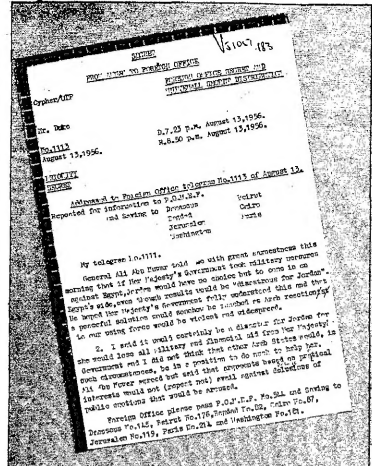 SECRET
VJ1051/183
FROM AMMAN TO FOREIGN OFFICE
Cypher/OTP
FOREIGN OFFICE SECRET AND
WHITEHALL SECRET DISTRIBUTION
Mr. Duke
No.1113
D.7.23 p.m. August 13,1956.
August 13,1956.
R.8.50 p.m. August 13,1956.
SECRET
Addressed to Foreign Office telegram No.1113 of August 13.
Repeated for information to P.O.M.E.F. Beirut
and Saving to Damascus Cairo
Bagdad Paris
Jerusalem
Washington
My telegram No.1111.
General Ali Abu Nuwar told me with great earnestness this
morning that if Her Majesty's Government took military measures
against Egypt, Jordan would have no choice but to come in on
Egypt's side, even though results would be "disastrous for Jordan".
He hoped Her Majesty's Government fully understood this and that
a peaceful solution could somehow be reached as Arab reaction
to our using force would be violent and widespread.
2. I said it would certainly be a disaster for Jordan for
she would lose all military and financial aid from Her Majesty's
Government and I did not think that other Arab States would, in
such circumstances, be in a position to do much to help her.
Ali Abu Nuwar agreed but said that arguments based on practical
interests would not (repeat not) avail against
public emotions that would be aroused.
Foreign Office please pass P.O.M.E.F. and Saving to
Damascus No.145, Beirut No.176, Bagdad No.82, Cairo No.87,
Jerusalem No.119, Paris No.214 and Washington No.121.